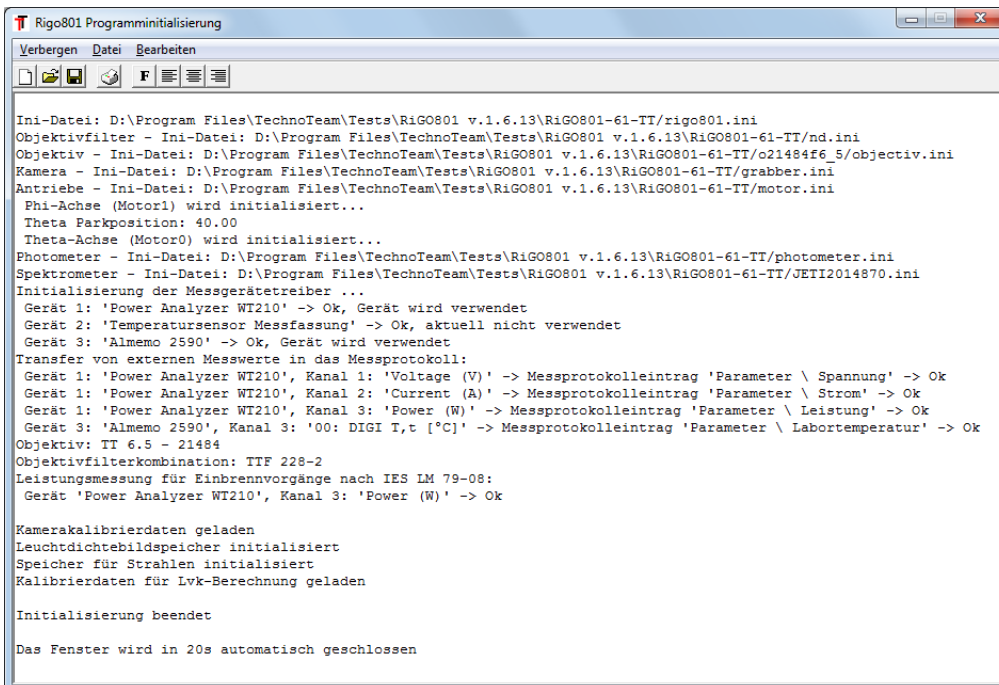 Rigo801 Programminitialisierung
Verbergen Datei Bearbeiten
F
Ini-Datei: D:\Program Files\TechnoTeam\Tests\RiGO801 v.1.6.13\RiGO801-61-TT/rigo801.ini
Objektivfilter - Ini-Datei: D:\Program Files\TechnoTeam\Tests\RiGO801 v.1.6.13\RiGO801-61-TT/nd.ini
Objektiv - Ini-Datei: D:\Program Files\TechnoTeam\Tests\RiGO801 v.1.6.13\RiGO801-61-TT/o21484f6_5/objectiv.ini
Kamera - Ini-Datei: D:\Program Files\TechnoTeam\Tests\RiGO801 v.1.6.13\RiGO801-61-TT/grabber.ini
Antriebe - Ini-Datei: D:\Program Files\TechnoTeam\Tests\RiGO801 v.1.6.13\RiGO801-61-TT/motor.ini
Phi-Achse (Motor1) wird initialisiert...
Theta Parkposition: 40.00
Theta-Achse (Motor0) wird initialisiert...
Photometer - Ini-Datei: D:\Program Files\TechnoTeam\Tests\RiGO801 v.1.6.13\RiGO801-61-TT/photometer.ini
Spektrometer - Ini-Datei: D:\Program Files\TechnoTeam\Tests\RiGO801 v.1.6.13\RiGO801-61-TT/JETI2014870.ini
Initialisierung der Messgerätetreiber ...
Gerät 1: 'Power Analyzer WT210' -> Ok, Gerät wird verwendet
Gerät 2: 'Temperatursensor Messfassung' -> Ok, aktuell nicht verwendet
Gerät 3: 'Almemo 2590' -> Ok, Gerät wird verwendet
Transfer von externen Messwerte in das Messprotokoll:
Gerät 1: 'Power Analyzer WT210', Kanal 1: 'Voltage (V)' -> Messprotokolleintrag 'Parameter \ Spannung' -> Ok
Gerät 1: 'Power Analyzer WT210', Kanal 2: 'Current (A)' -> Messprotokolleintrag 'Parameter \ Strom' -> Ok
Gerät 1: 'Power Analyzer WT210', Kanal 3: 'Power (W)' -> Messprotokolleintrag 'Parameter \ Leistung' -> Ok
Gerät 3: 'Almemo 2590', Kanal 3: '00: DIGI T,t [°C]' -> Messprotokolleintrag 'Parameter \ Labortemperatur' -> Ok
Objektiv: TT 6.5 - 21484
Objektivfilterkombination: TTF 228-2
Leistungsmessung für Einbrennvorgänge nach IES LM 79-08:
Gerät 'Power Analyzer WT210', Kanal 3: 'Power (W)' -> Ok
Kamerakalibrierdaten geladen
Leuchtdichtebildspeicher initialisiert
Speicher für Strahlen initialisiert
Kalibrierdaten für Lvk-Berechnung geladen
Initialisierung beendet
Das Fenster wird in 20s automatisch geschlossen